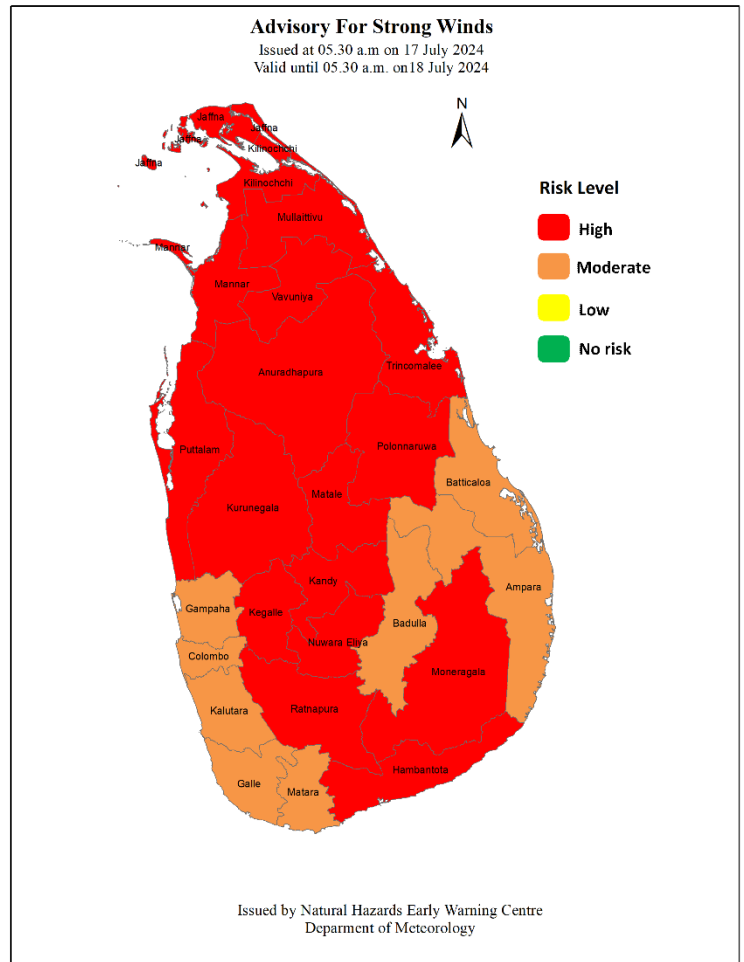 Advisory For Strong Winds
Issued at 05.30 a.m on 17 July 2024
Valid until 05.30 a.m. on18 July 2024
N
Jaffna
Jaffna
Jaffna
Jaffna
Kilinochchi
Kilinochchi
Mullaittivu
Mannar
Mannar
Vavuniya
Anuradhapura
Trincomalee
Puttalam
Polonnaruwa
Batticaloa
Kurunegala
Matale
Kandy
Ampara
Gampaha
Kegalle
Badulla
Nuwara Eliya
Colombo
Moneragala
Kalutara
Ratnapura
Hambantota
Galle
Matara
Risk Level
High
Moderate
Low
No risk
Issued by Natural Hazards Early Warning Centre
Deparment of Meteorology